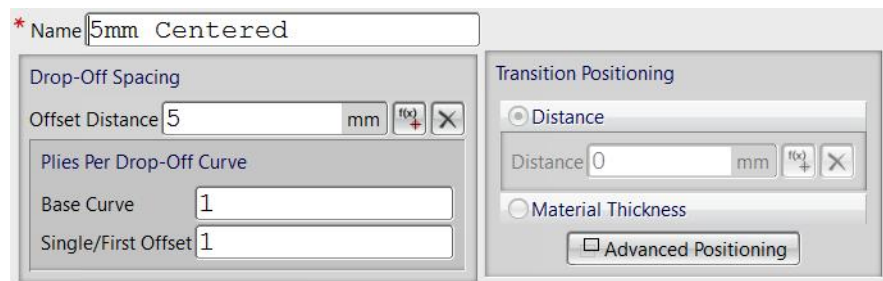 * Name 5mm Centered
Drop-Off Spacing
Offset Distance 5 mm f(x)
Plies Per Drop-Off Curve
Base Curve 1
Single/First Offset 1
Transition Positioning
Distance
Distance 0 mm f(x)
Material Thickness
Advanced Positioning